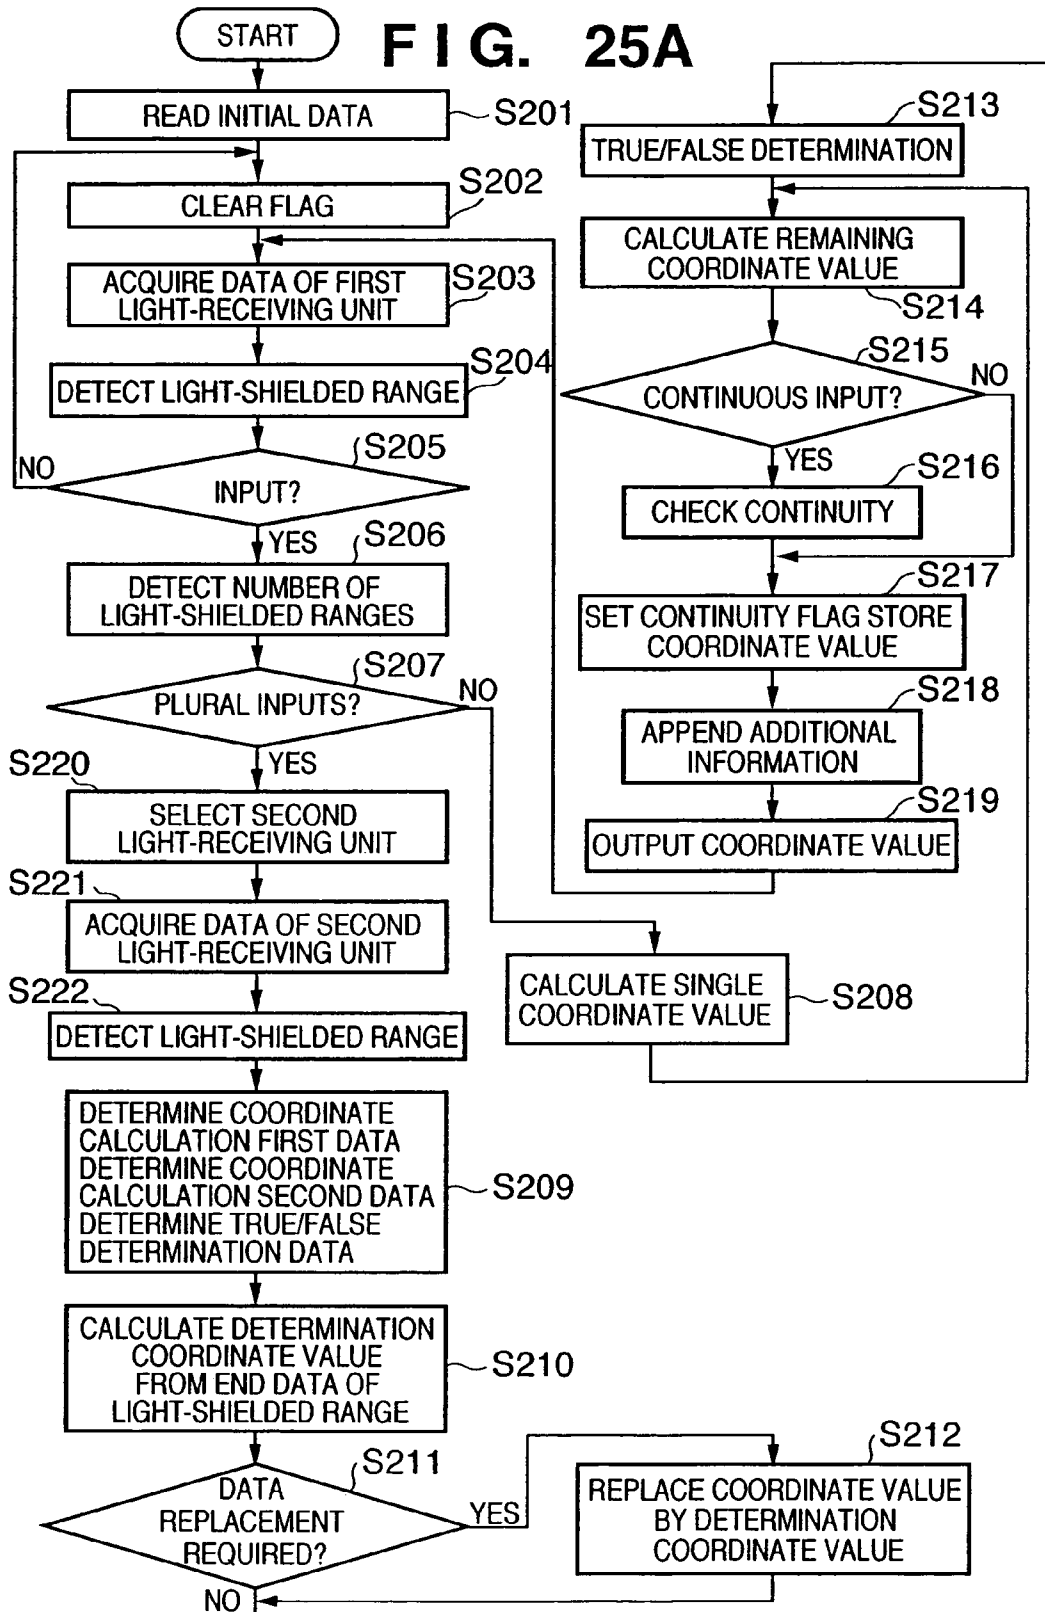 FIG. 25A
START
READ INITIAL DATA
S201
CLEAR FLAG
S202
ACQUIRE DATA OF FIRST
LIGHT-RECEIVING UNIT
S203
DETECT LIGHT-SHIELDED RANGE
S204
INPUT?
S205
NO
YES
DETECT NUMBER OF
LIGHT-SHIELDED RANGES
S206
PLURAL INPUTS?
S207
NO
YES
S220
SELECT SECOND
LIGHT-RECEIVING UNIT
S221
ACQUIRE DATA OF SECOND
LIGHT-RECEIVING UNIT
S222
DETECT LIGHT-SHIELDED RANGE
DETERMINE COORDINATE
CALCULATION FIRST DATA
DETERMINE COORDINATE
CALCULATION SECOND DATA
DETERMINE TRUE/FALSE
DETERMINATION DATA
S209
CALCULATE DETERMINATION
COORDINATE VALUE
FROM END DATA OF
LIGHT-SHIELDED RANGE
S210
DATA
REPLACEMENT
REQUIRED?
S211
YES
NO
S212
REPLACE COORDINATE VALUE
BY DETERMINATION
COORDINATE VALUE
S213
TRUE/FALSE DETERMINATION
CALCULATE REMAINING
COORDINATE VALUE
S214
S215
CONTINUOUS INPUT?
NO
YES
S216
CHECK CONTINUITY
S217
SET CONTINUITY FLAG STORE
COORDINATE VALUE
S218
APPEND ADDITIONAL
INFORMATION
S219
OUTPUT COORDINATE VALUE
CALCULATE SINGLE
COORDINATE VALUE
S208